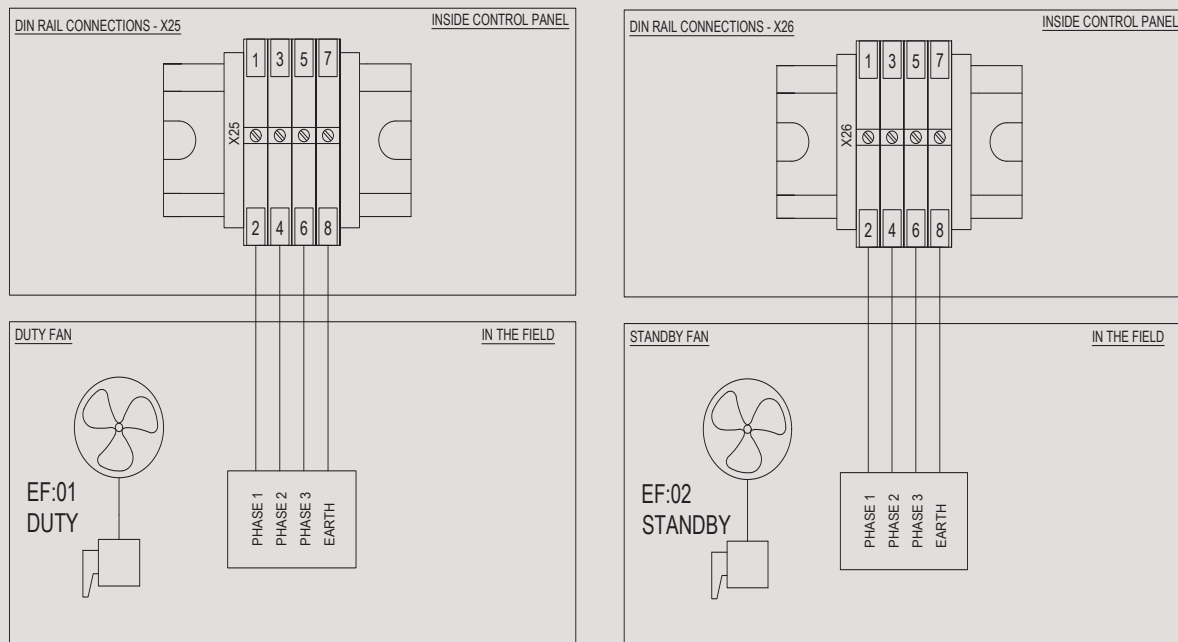 DIN RAIL CONNECTIONS - X25
INSIDE CONTROL PANEL
1 3 5 7
X25
2 4 6 8
DUTY FAN
IN THE FIELD
EF:01
DUTY
PHASE 1
PHASE 2
PHASE 3
EARTH
DIN RAIL CONNECTIONS - X26
INSIDE CONTROL PANEL
1 3 5 7
X26
2 4 6 8
STANDBY FAN
IN THE FIELD
EF:02
STANDBY
PHASE 1
PHASE 2
PHASE 3
EARTH